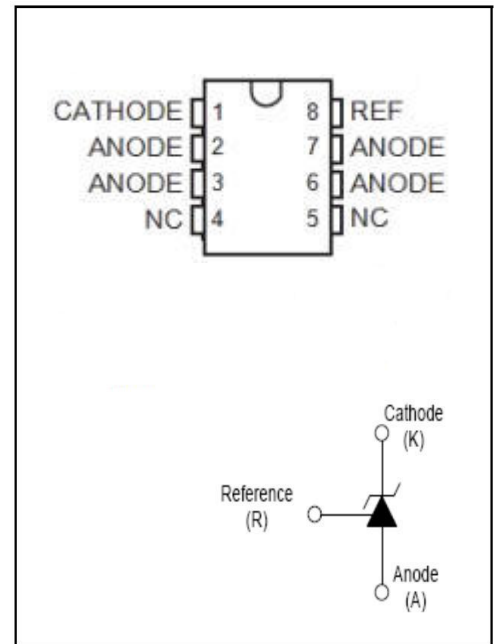 CATHODE 1 8 REF
ANODE 2 7 ANODE
ANODE 3 6 ANODE
NC 4 5 NC
Cathode
(K)
Reference
(R)
Anode
(A)